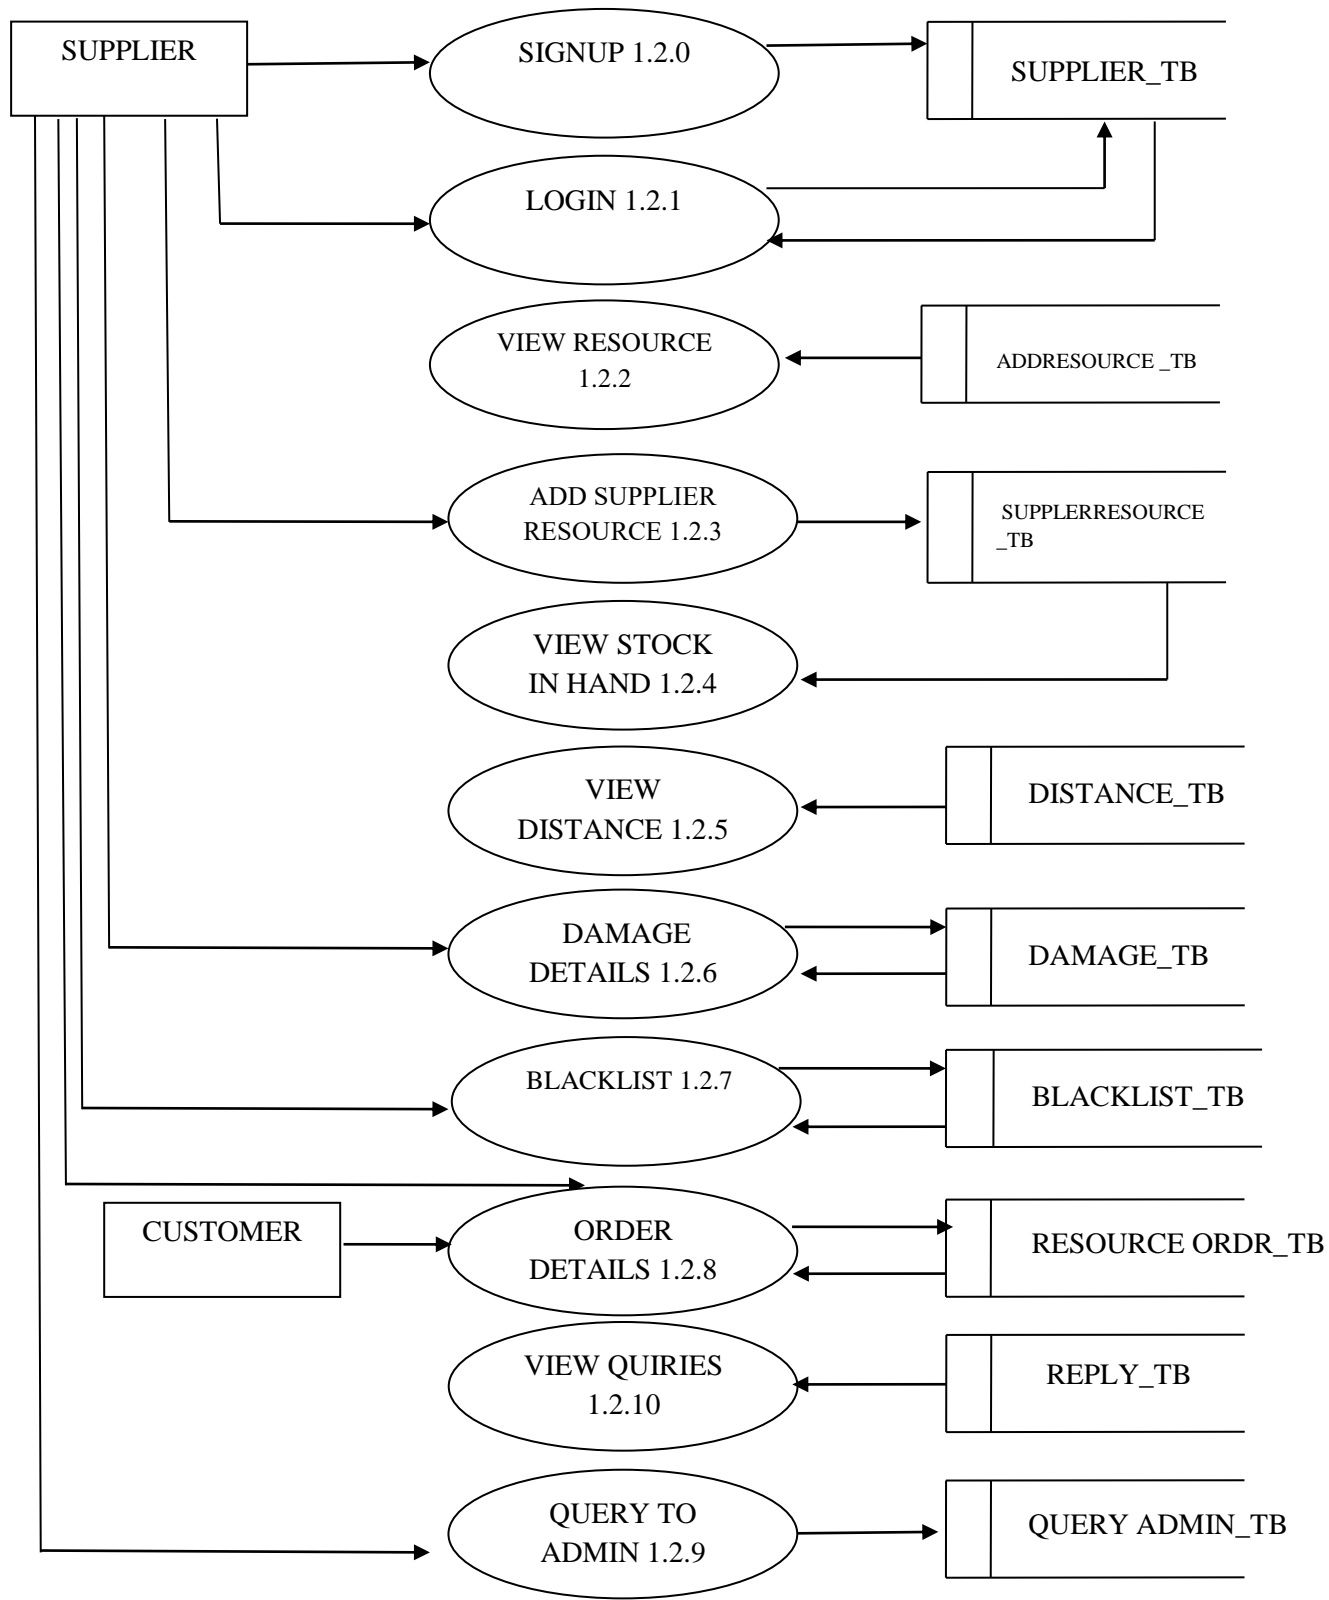 SUPPLIER
SIGNUP 1.2.0
SUPPLIER_TB
LOGIN 1.2.1
VIEW RESOURCE
1.2.2
ADDRESOURCE _TB
ADD SUPPLIER
RESOURCE 1.2.3
SUPPLERRESOURCE
_TB
VIEW STOCK
IN HAND 1.2.4
VIEW
DISTANCE 1.2.5
DISTANCE_TB
DAMAGE
DETAILS 1.2.6
DAMAGE_TB
BLACKLIST 1.2.7
BLACKLIST_TB
CUSTOMER
ORDER
DETAILS 1.2.8
RESOURCE ORDR_TB
VIEW QUIRIES
1.2.10
REPLY_TB
QUERY TO
ADMIN 1.2.9
QUERY ADMIN_TB